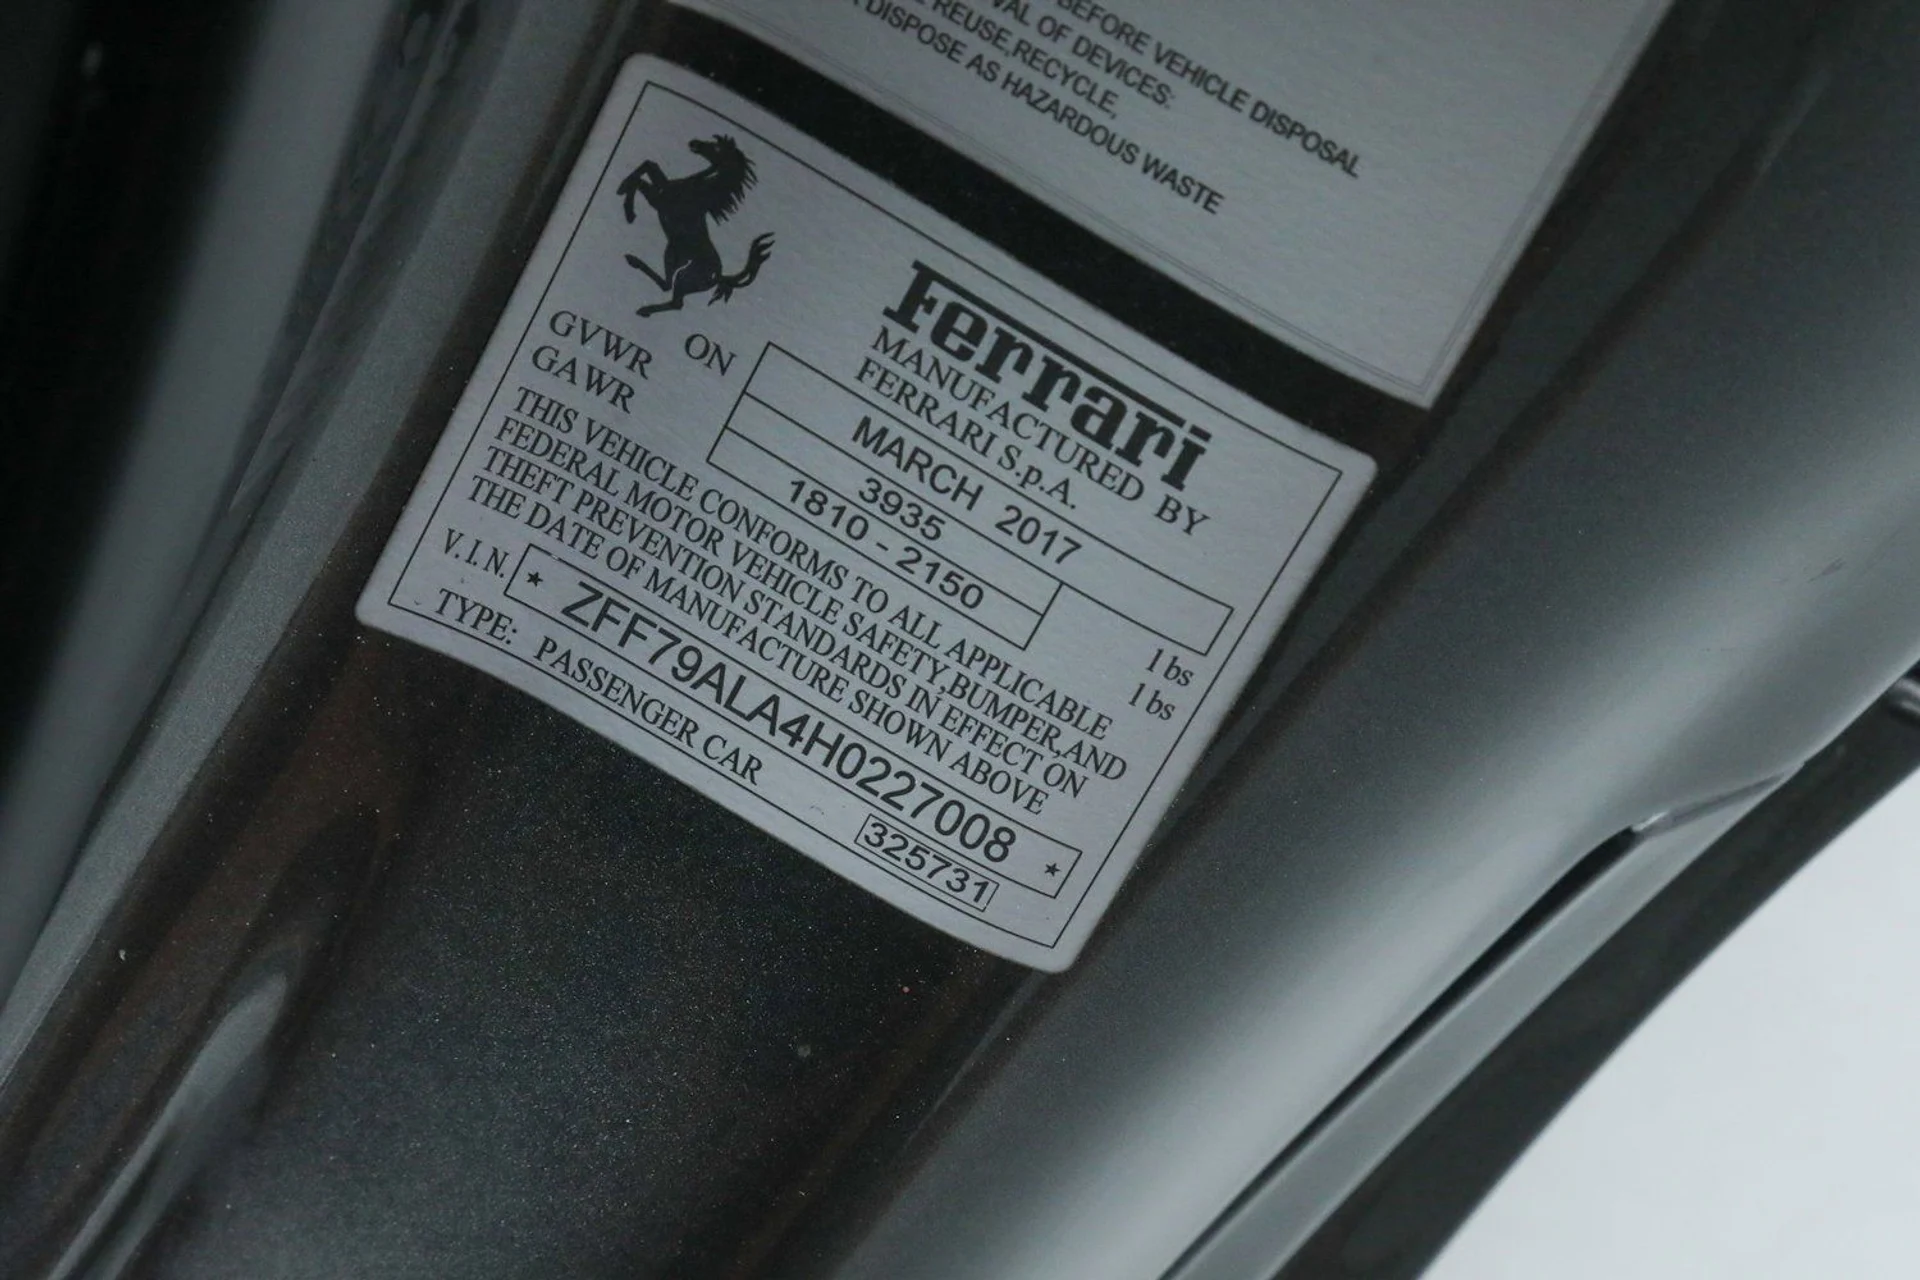 BEFORE VEHICLE DISPOSAL
OF DEVICES:
REUSE,RECYCLE,
DISPOSE AS HAZARDOUS WASTE
Ferrari
MANUFACTURED BY
FERRARI S.p.A.
ON MARCH 2017
GVWR 3935 lbs
GAWR 1810 - 2150 lbs
THIS VEHICLE CONFORMS TO ALL APPLICABLE
FEDERAL MOTOR VEHICLE SAFETY,BUMPER,AND
THEFT PREVENTION STANDARDS IN EFFECT ON
THE DATE OF MANUFACTURE SHOWN ABOVE
V.I.N. * ZFF79ALA4H0227008 *
TYPE: PASSENGER CAR 325731